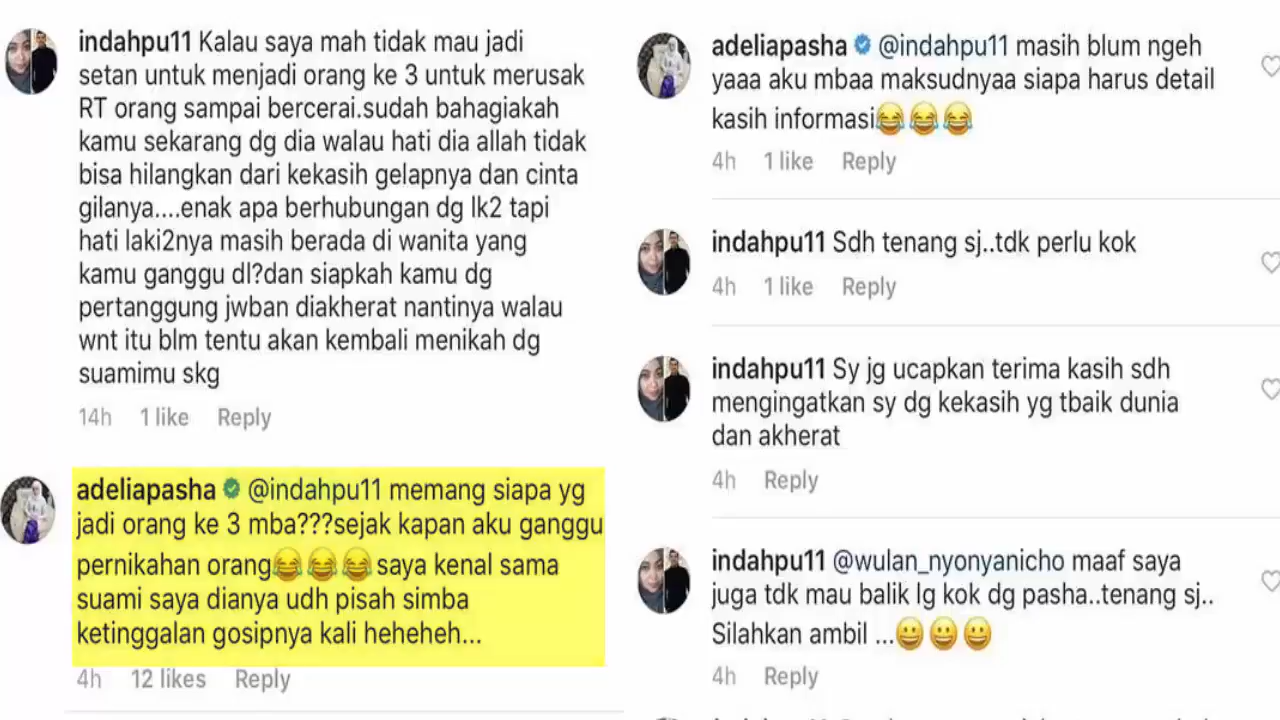 indahpu11 Kalau saya mah tidak mau jadi
setan untuk menjadi orang ke 3 untuk merusak
RT orang sampai bercerai.sudah bahagiakah
kamu sekarang dg dia walau hati dia allah tidak
bisa hilangkan dari kekasih gelapnya dan cinta
gilanya....enak apa berhubungan dg lk2 tapi
hati laki2nya masih berada di wanita yang
kamu ganggu dl?dan siapkah kamu dg
pertanggung jwban diakherat nantinya walau
wnt itu blm tentu akan kembali menikah dg
suamimu skg
14h 1 like Reply
adeliapasha @indahpu11 memang siapa yg
jadi orang ke 3 mba???sejak kapan aku ganggu
pernikahan orang😂😂😂saya kenal sama
suami saya dianya udh pisah simba
ketinggalan gosipnya kali heheheh...
4h 12 likes Reply
adeliapasha @indahpu11 masih blum ngeh
yaaa aku mbaa maksudnyaa siapa harus detail
kasih informasi😂😂😂
4h 1 like Reply
indahpu11 Sdh tenang sj..tdk perlu kok
4h 1 like Reply
indahpu11 Sy jg ucapkan terima kasih sdh
mengingatkan sy dg kekasih yg tbaik dunia
dan akherat
4h Reply
indahpu11 @wulan_nyonyanicho maaf saya
juga tdk mau balik lg kok dg pasha..tenang sj..
Silahkan ambil ...😀😀😀
4h Reply